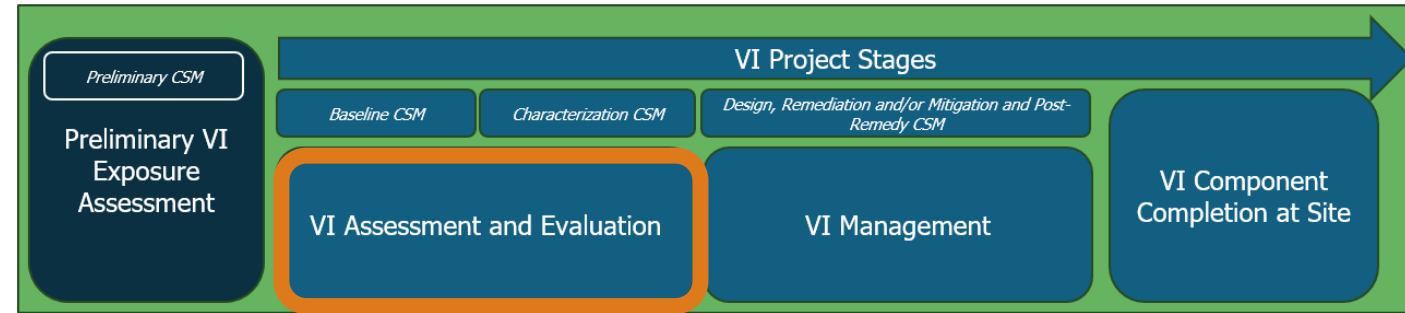 Preliminary CSM
Preliminary VI
Exposure
Assessment
VI Project Stages
Baseline CSM
Characterization CSM
Design, Remediation and/or Mitigation and Post-
Remedy CSM
VI Assessment and Evaluation
VI Management
VI Component
Completion at Site